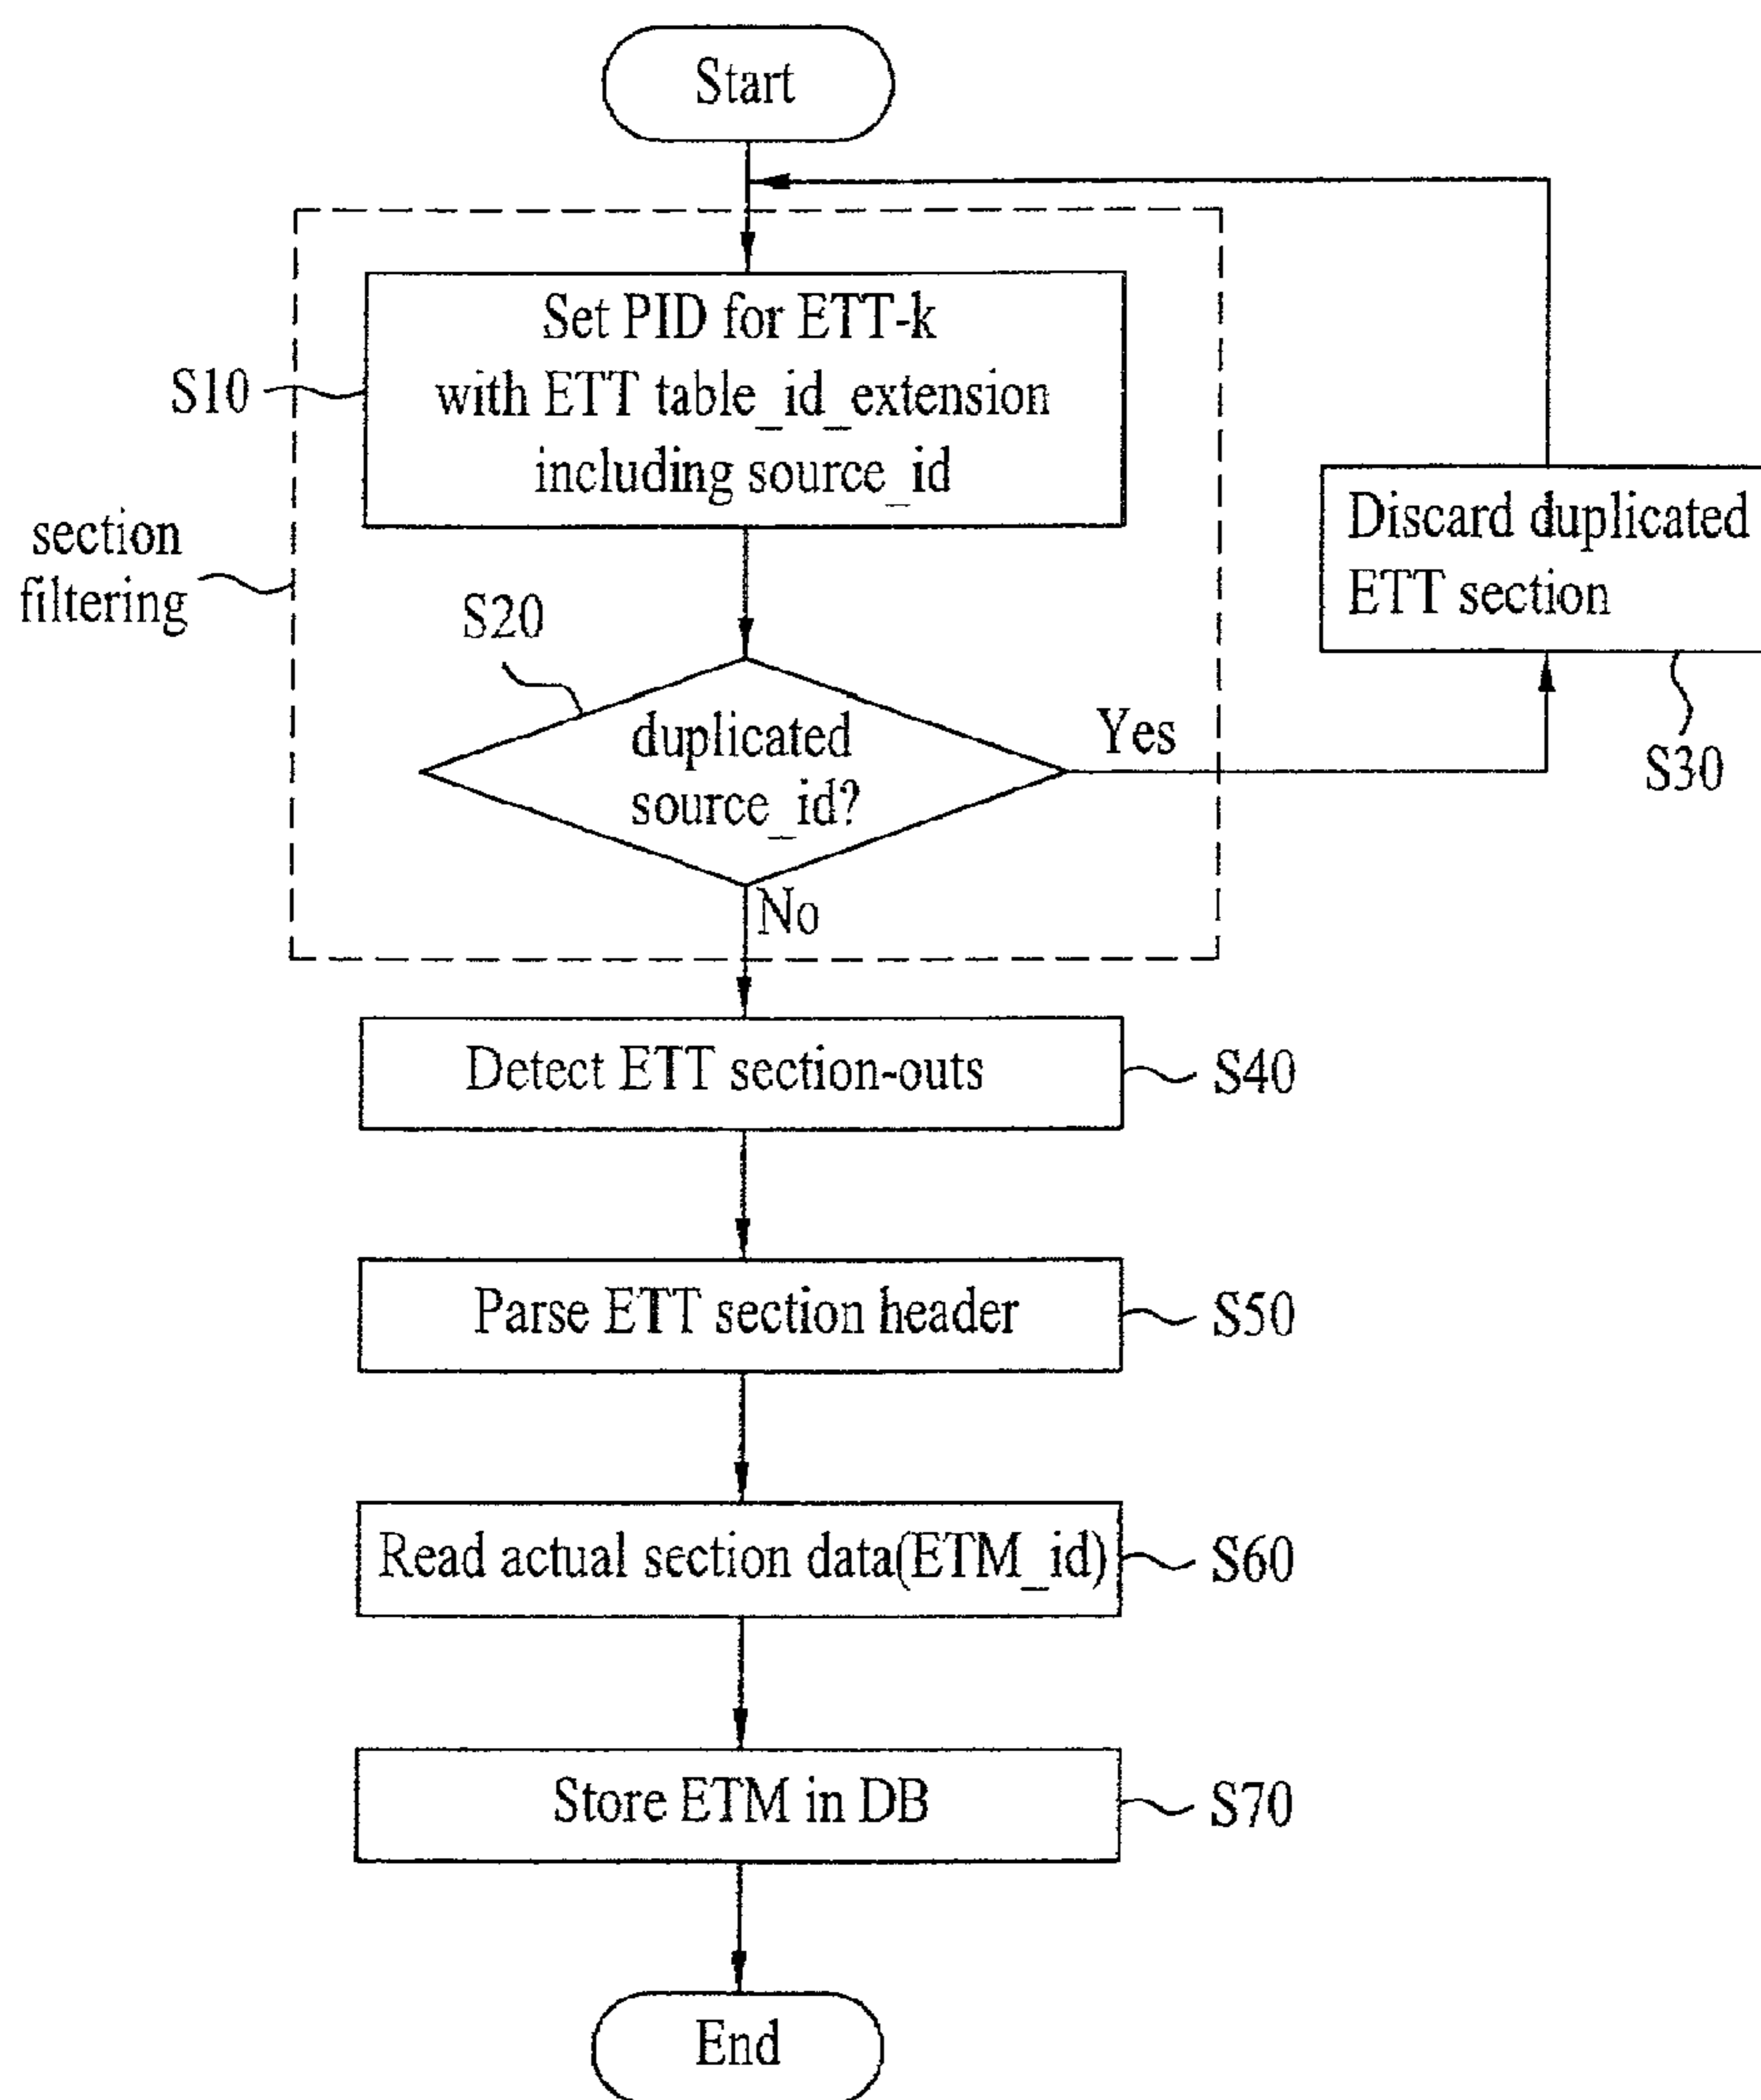 Start
Set PID for ETT-k
with ETT table_id_extension
including source_id
S10
section
filtering
S20
duplicated
source_id?
Yes
No
Discard duplicated
ETT section
S30
Detect ETT section-outs
S40
Parse ETT section header
S50
Read actual section data(ETM_id)
S60
Store ETM in DB
S70
End